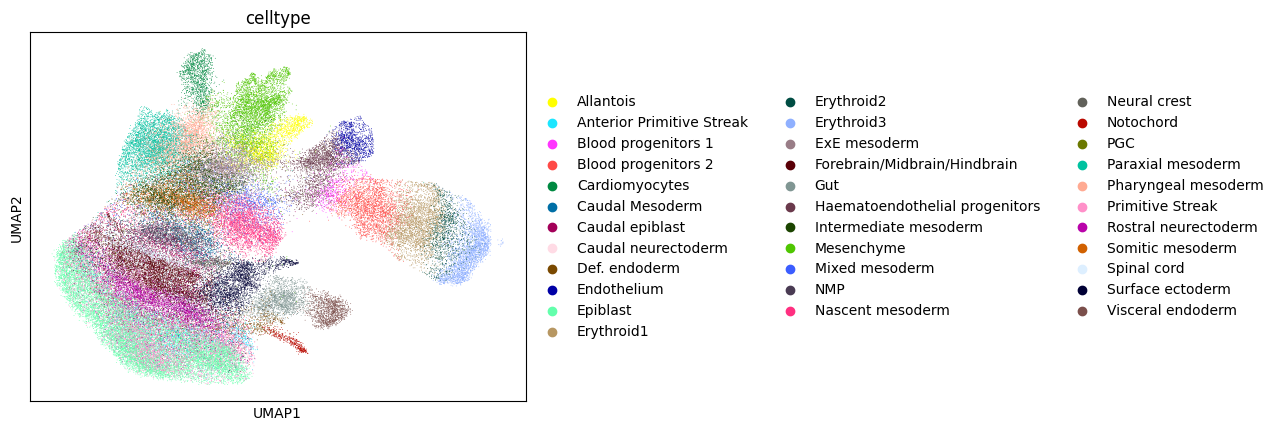 celltype
UMAP2
UMAP1
Allantois
Anterior Primitive Streak
Blood progenitors 1
Blood progenitors 2
Cardiomyocytes
Caudal Mesoderm
Caudal epiblast
Caudal neurectoderm
Def. endoderm
Endothelium
Epiblast
Erythroid1
Erythroid2
Erythroid3
ExE mesoderm
Forebrain/Midbrain/Hindbrain
Gut
Haematoendothelial progenitors
Intermediate mesoderm
Mesenchyme
Mixed mesoderm
NMP
Nascent mesoderm
Neural crest
Notochord
PGC
Paraxial mesoderm
Pharyngeal mesoderm
Primitive Streak
Rostral neurectoderm
Somitic mesoderm
Spinal cord
Surface ectoderm
Visceral endoderm